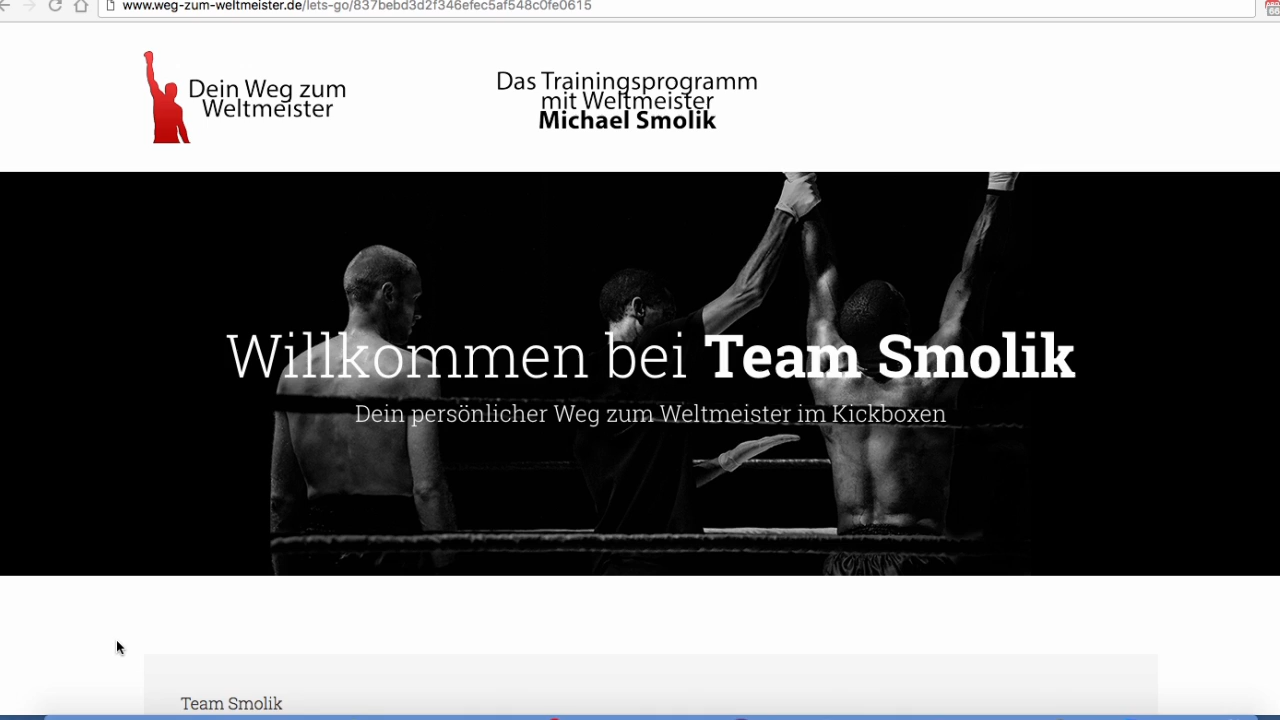 www.weg-zum-weltmeister.de/lets-go/837bebd3d2f346efec5af548c0fe0615
Dein Weg zum
Weltmeister
Das Trainingsprogramm
mit Weltmeister
Michael Smolik
Willkommen bei Team Smolik
Dein persönlicher Weg zum Weltmeister im Kickboxen
Team Smolik